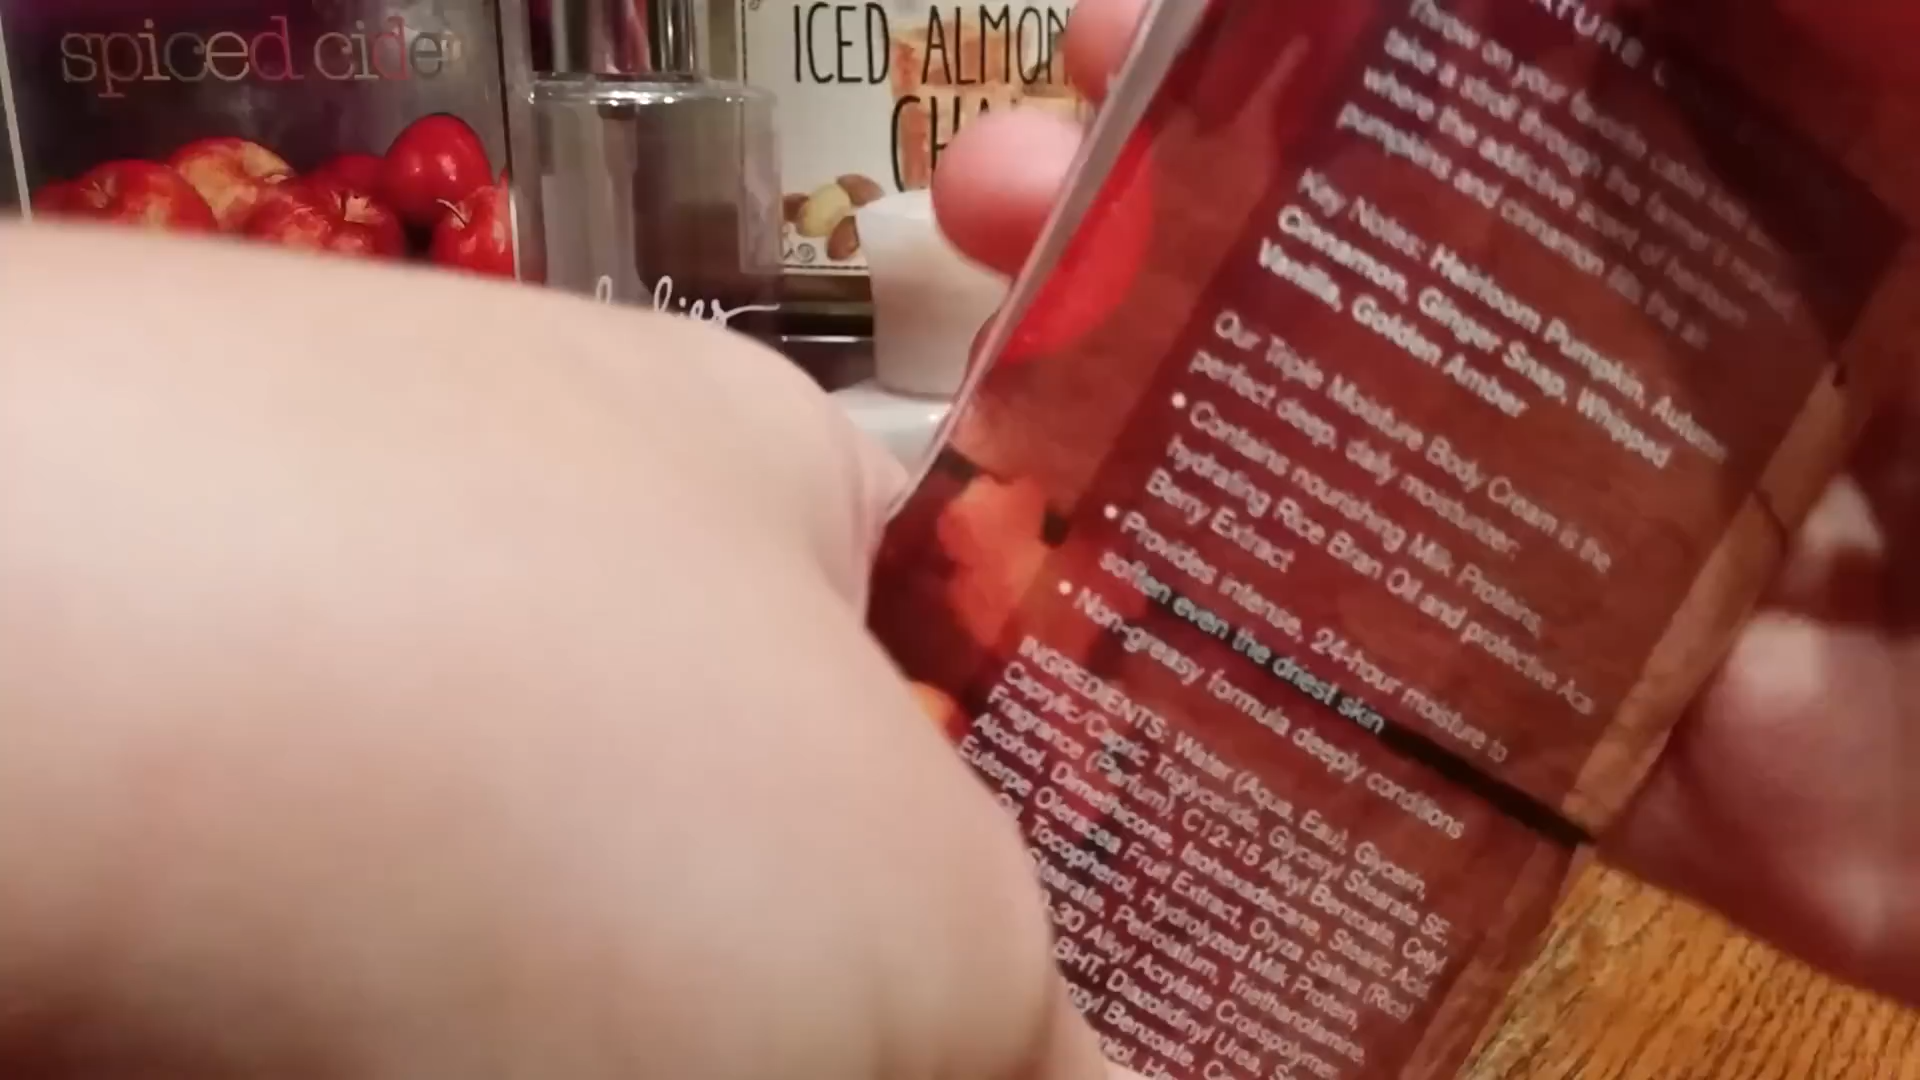 spiced cide
ICED ALMON
CHA
Throw on your favorite
take a stroll through the farmer's market
where the addictive scent of heirloom
pumpkins and cinnamon fills the air
Key Notes: Heirloom Pumpkin, Autumn
Cinnamon, Ginger Snap, Whipped
Vanilla, Golden Amber
Our Triple Moisture Body Cream is the
perfect deep, daily moisturizer:
• Contains nourishing Milk Proteins,
hydrating Rice Bran Oil and protective Acai
Berry Extract
• Provides intense, 24-hour moisture to
soften even the driest skin
• Non-greasy formula deeply conditions
INGREDIENTS: Water (Aqua, Eau), Glycerin,
Caprylic/Capric Triglyceride, Glyceryl Stearate SE,
Fragrance (Parfum), C12-15 Alkyl Benzoate, Cetyl
Alcohol, Dimethicone, Isohexadecane, Stearic Acid,
Euterpe Oleracea Fruit Extract, Oryza Sativa (Rice)
Tocopherol, Hydrolyzed Milk Protein,
Stearate, Petrolatum, Triethanolamine,
-30 Alkyl Acrylate Crosspolymer,
BHT, Diazolidinyl Urea,
nzyl Benzoate,